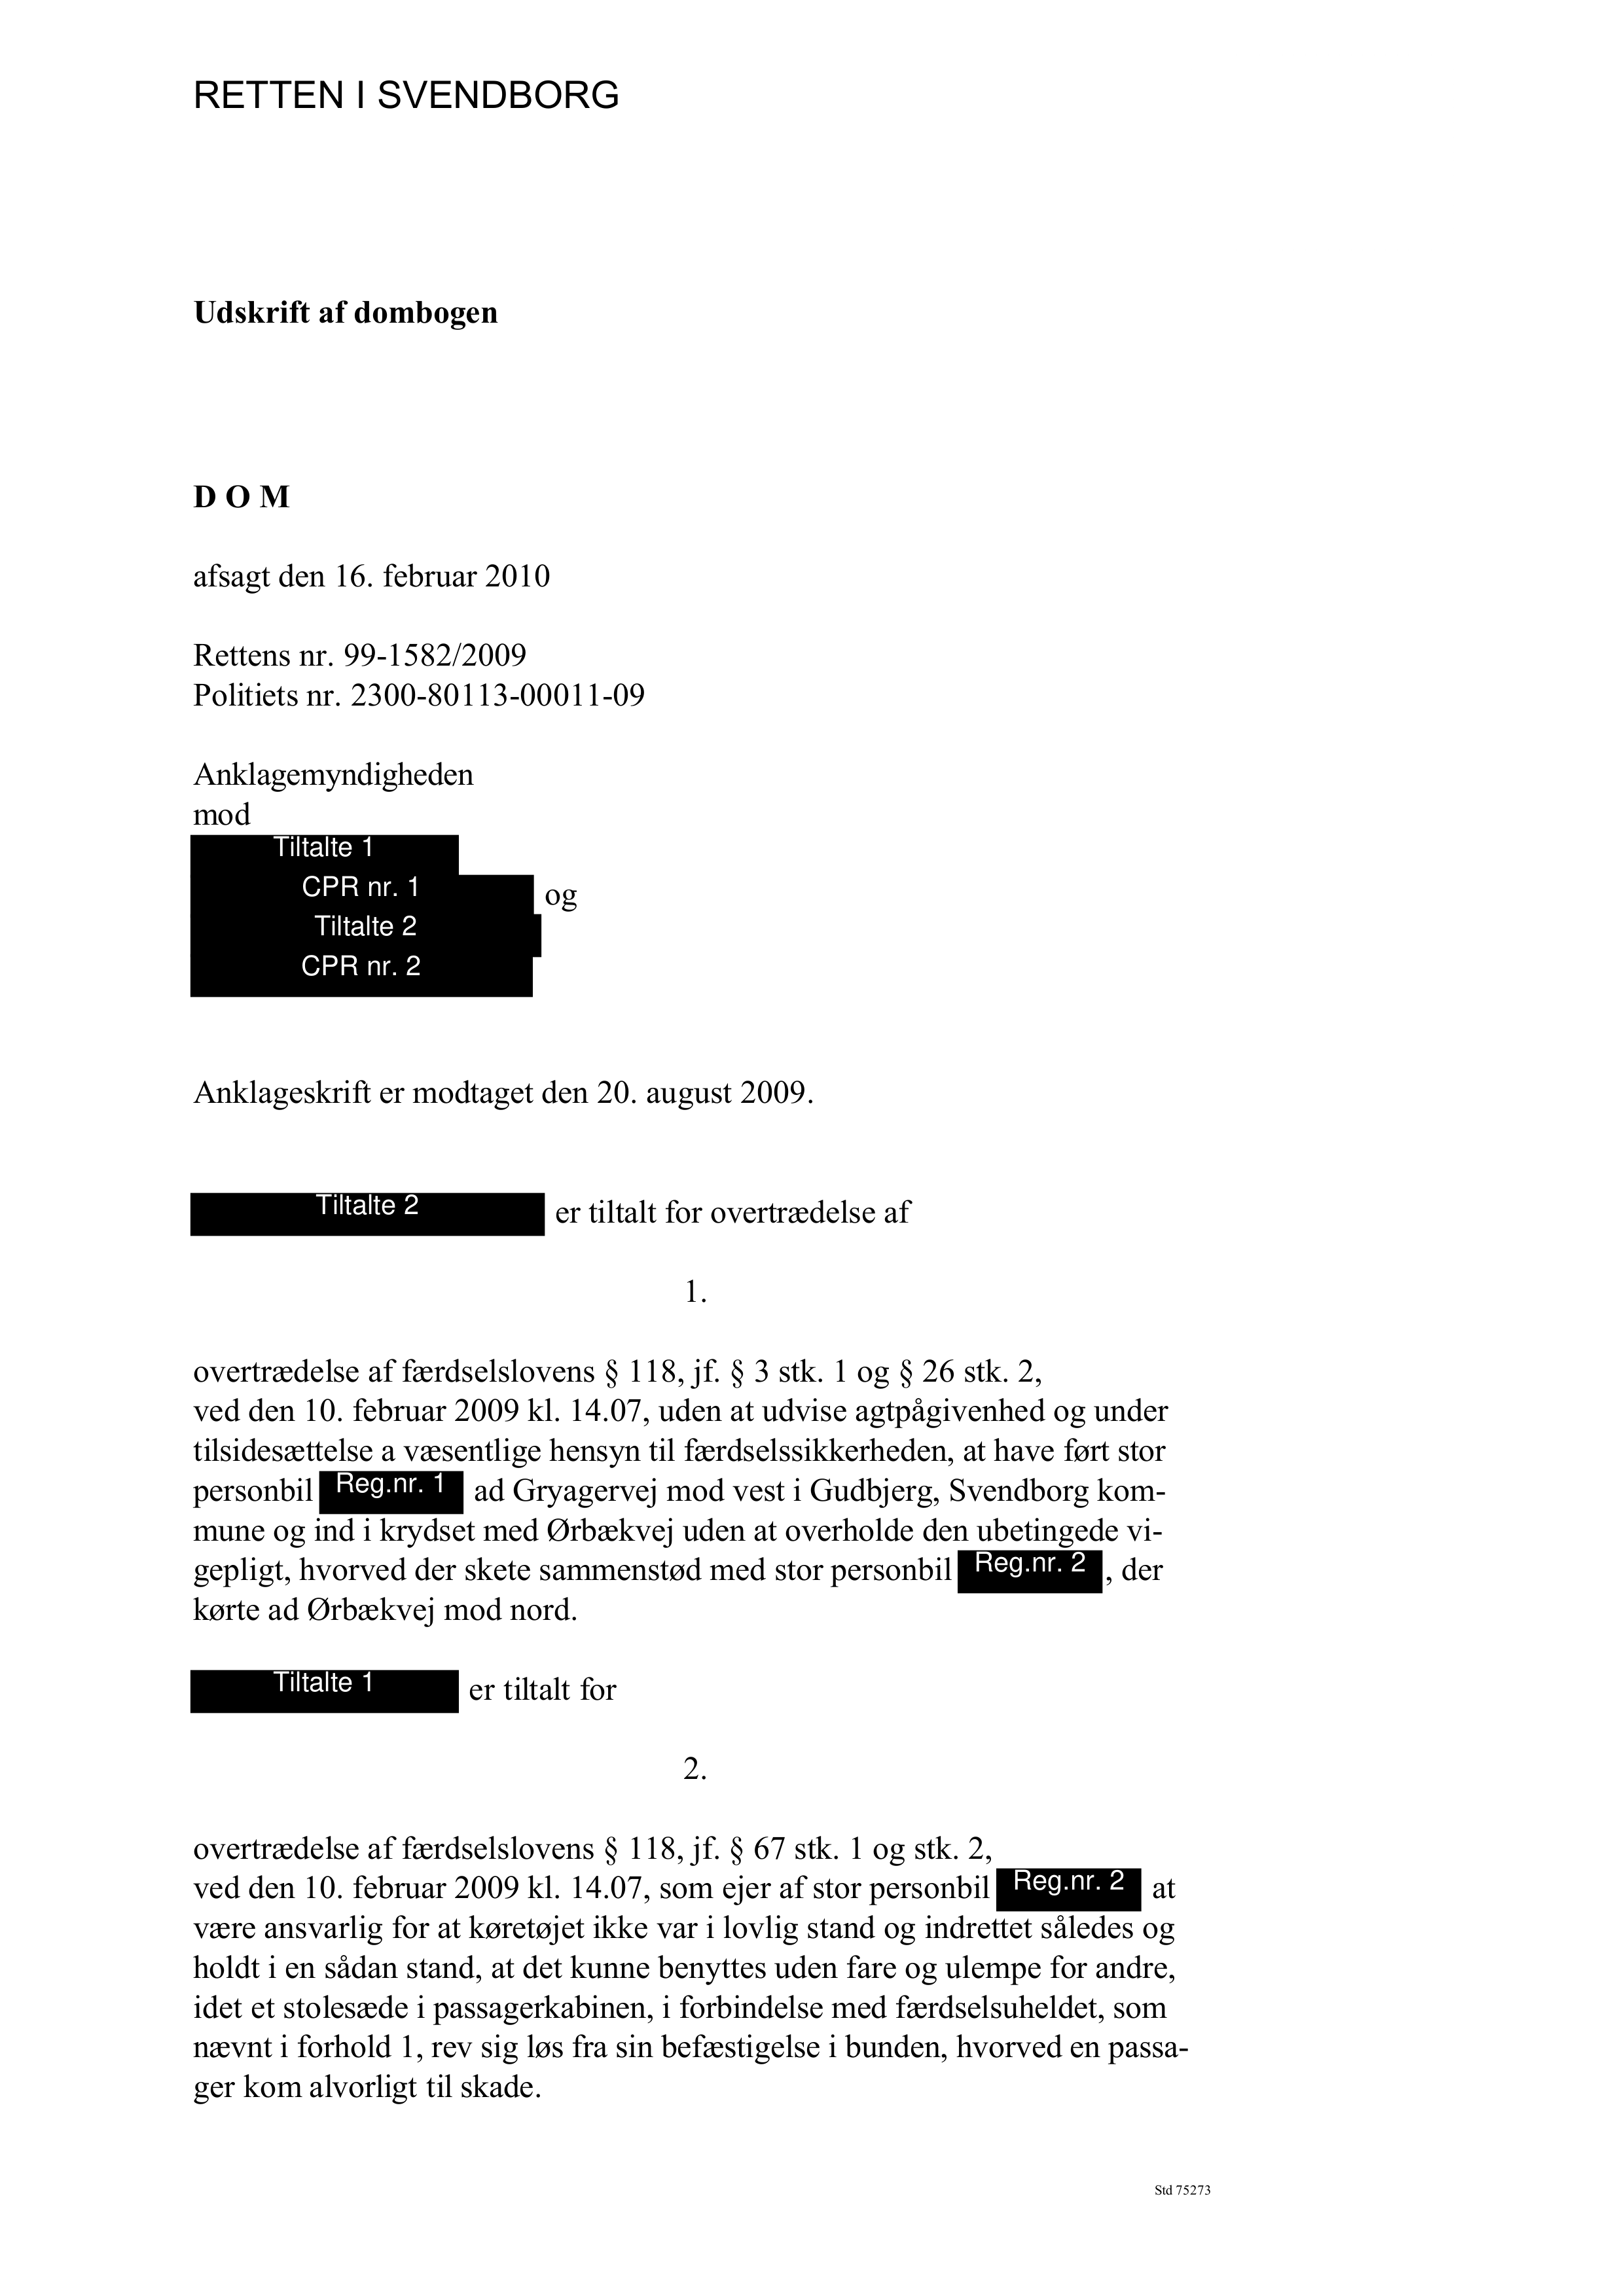 RETTEN I SVENDBORG
Udskrift af dombogen
D O M
afsagt den 16. februar 2010
Rettens nr. 99-1582/2009
Politiets nr. 2300-80113-00011-09
Anklagemyndigheden
mod
Tiltalte 1
CPR nr. 1 og
Tiltalte 2
CPR nr. 2
Anklageskrift er modtaget den 20. august 2009.
Tiltalte 2 er tiltalt for overtrædelse af
1.
overtrædelse af færdselslovens § 118, jf. § 3 stk. 1 og § 26 stk. 2,
ved den 10. februar 2009 kl. 14.07, uden at udvise agtpågivenhed og under
tilsidesættelse a væsentlige hensyn til færdselssikkerheden, at have ført stor
personbil Reg.nr. 1 ad Gryagervej mod vest i Gudbjerg, Svendborg kom-
mune og ind i krydset med Ørbækvej uden at overholde den ubetingede vi-
gepligt, hvorved der skete sammenstød med stor personbil Reg.nr. 2, der
kørte ad Ørbækvej mod nord.
Tiltalte 1 er tiltalt for
2.
overtrædelse af færdselslovens § 118, jf. § 67 stk. 1 og stk. 2,
ved den 10. februar 2009 kl. 14.07, som ejer af stor personbil Reg.nr. 2 at
være ansvarlig for at køretøjet ikke var i lovlig stand og indrettet således og
holdt i en sådan stand, at det kunne benyttes uden fare og ulempe for andre,
idet et stolesæde i passagerkabinen, i forbindelse med færdselsuheldet, som
nævnt i forhold 1, rev sig løs fra sin befæstigelse i bunden, hvorved en passa-
ger kom alvorligt til skade.
Std 75273